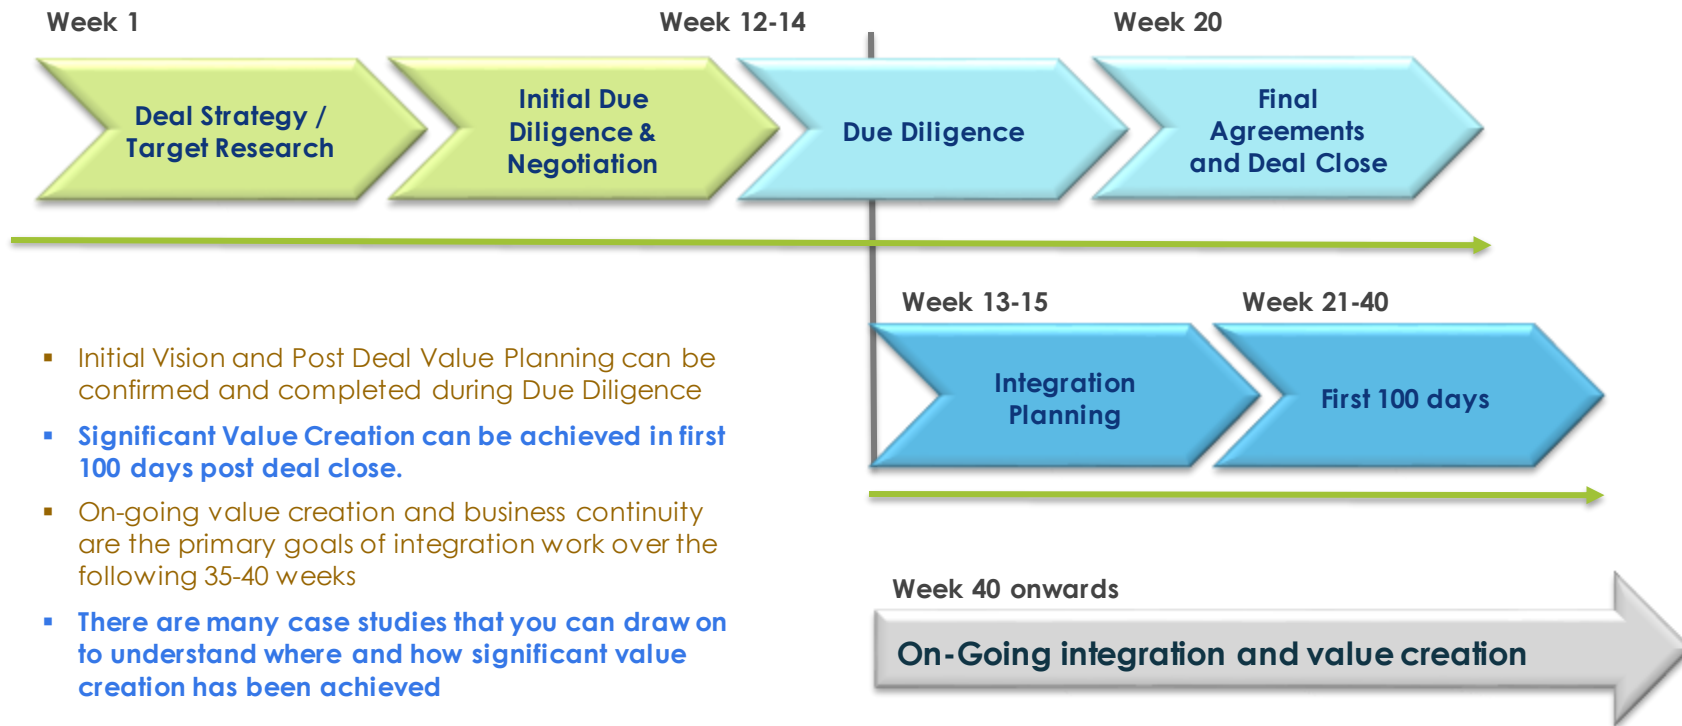 Week 1
Week 12-14
Week 20
Deal Strategy /
Target Research
Initial Due
Diligence &
Negotiation
Due Diligence
Final
Agreements
and Deal Close
Week 13-15
Week 21-40
Integration
Planning
First 100 days
▪ Initial Vision and Post Deal Value Planning can be
confirmed and completed during Due Diligence
▪ Significant Value Creation can be achieved in first
100 days post deal close.
▪ On-going value creation and business continuity
are the primary goals of integration work over the
following 35-40 weeks
▪ There are many case studies that you can draw on
to understand where and how significant value
creation has been achieved
Week 40 onwards
On-Going integration and value creation